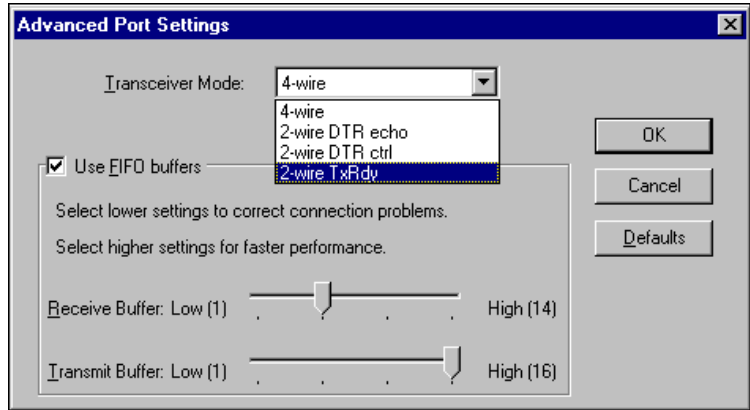 Advanced Port Settings
Transceiver Mode: 4-wire
4-wire
2-wire DTR echo
2-wire DTR ctrl
2-wire TxRdy
OK
Cancel
Defaults
Use FIFO buffers
Select lower settings to correct connection problems.
Select higher settings for faster performance.
Receive Buffer: Low (1) High (14)
Transmit Buffer: Low (1) High (16)